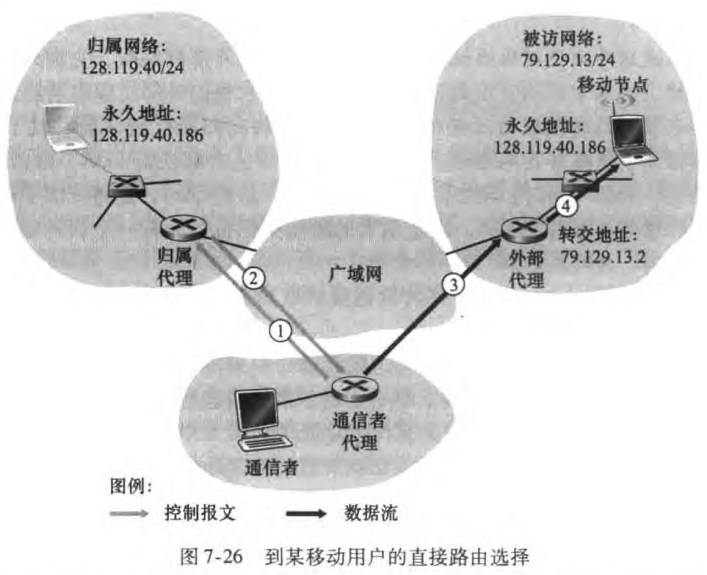 归属网络：
128.119.40/24
永久地址：
128.119.40.186
归属
代理
被访网络：
79.129.13/24
移动节点
永久地址：
128.119.40.186
④
转交地址：
79.129.13.2
外部
代理
广域网
②
③
①
通信者
代理
通信者
图例：
控制报文
数据流
图 7-26 到某移动用户的直接路由选择